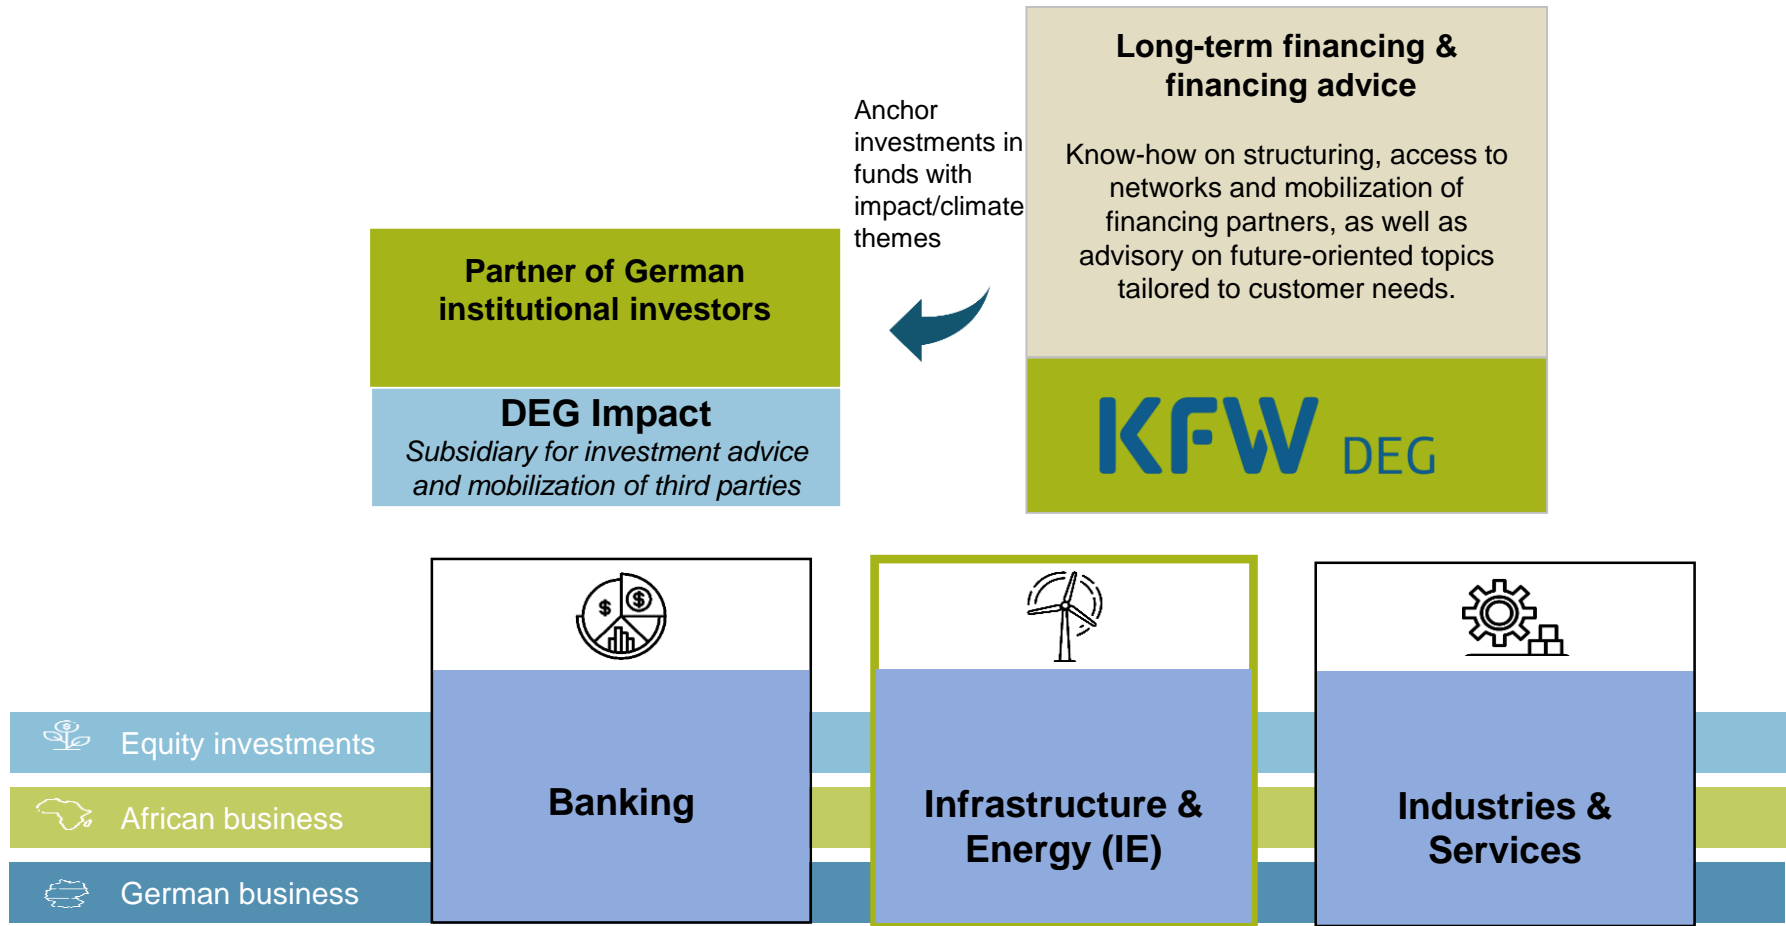 Long-term financing &
financing advice
Know-how on structuring, access to
networks and mobilization of
financing partners, as well as
advisory on future-oriented topics
tailored to customer needs.
Anchor
investments in
funds with
impact/climate
themes
Partner of German
institutional investors
DEG Impact
Subsidiary for investment advice
and mobilization of third parties
KFW DEG
$ $
$
Equity investments
African business
German business
Banking
Infrastructure &
Energy (IE)
Industries &
Services